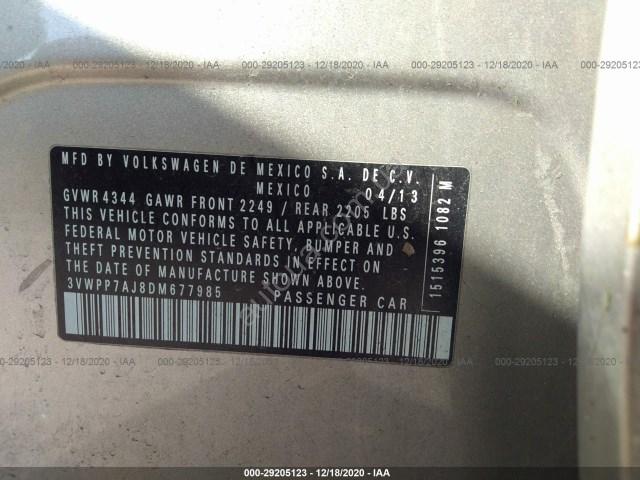 000-29205123 - 12/18/2020 - IAA
MFD BY VOLKSWAGEN DE MEXICO S.A. DE C.V.
MEXICO 04/13
GVWR 4344 GAWR FRONT 2249 / REAR 2205 LBS
THIS VEHICLE CONFORMS TO ALL APPLICABLE U.S.
FEDERAL MOTOR VEHICLE SAFETY, BUMPER AND
THEFT PREVENTION STANDARDS IN EFFECT ON
THE DATE OF MANUFACTURE SHOWN ABOVE.
3VWPP7AJ8DM677985 PASSENGER CAR
1515396 1082 M
000-29205123 - 12/18/2020 - IAA